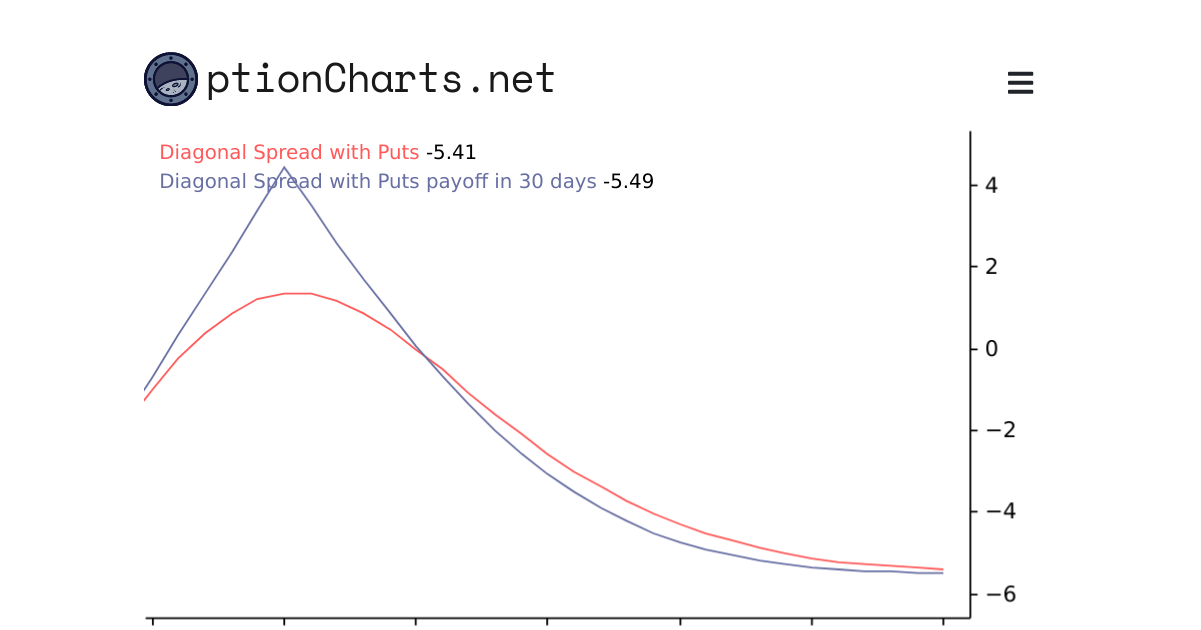 ptionCharts.net
Diagonal Spread with Puts -5.41
Diagonal Spread with Puts payoff in 30 days -5.49
4
2
0
−2
−4
−6